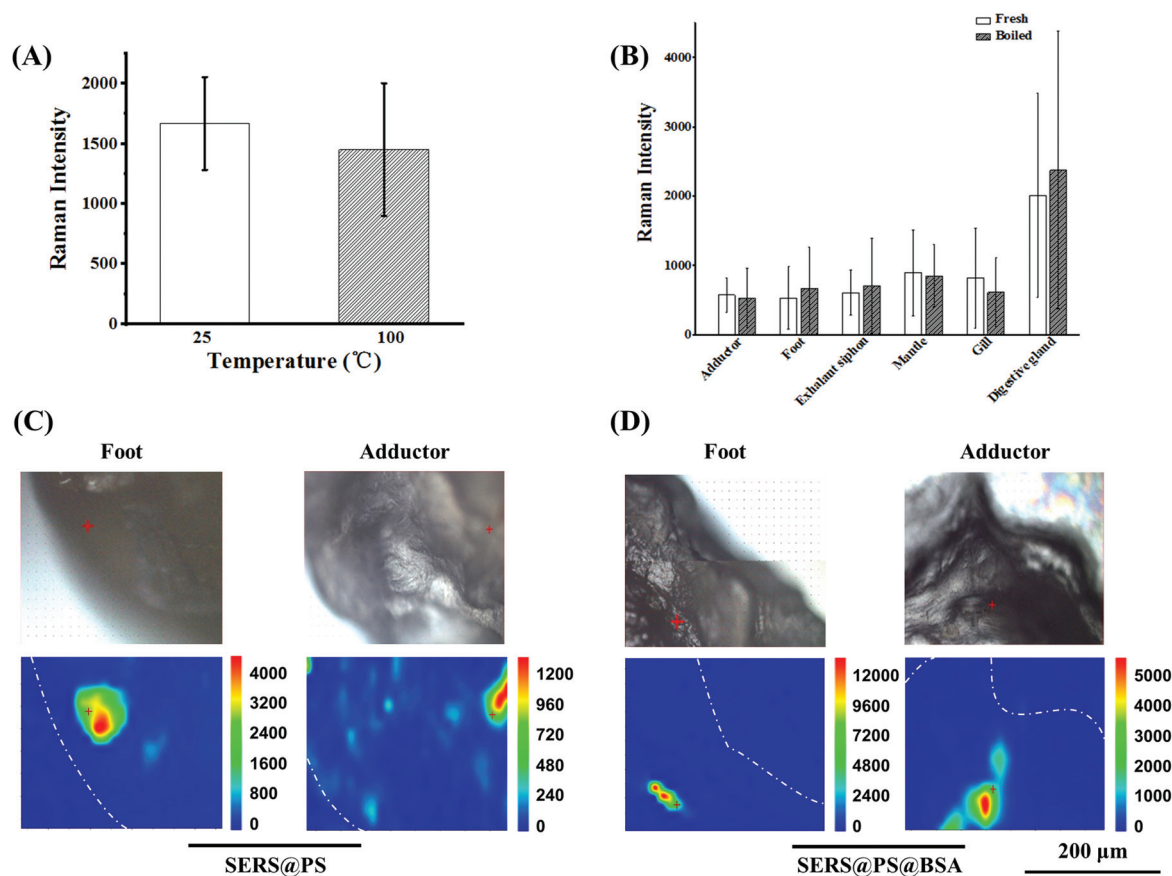 (A)
Raman Intensity
2000
1500
1000
500
0
25
100
Temperature (℃)
(B)
Fresh
Boiled
Raman Intensity
4000
3000
2000
1000
0
Adductor
Foot
Exhalant siphon
Mantle
Gill
Digestive gland
(C)
Foot
Adductor
4000
3200
2400
1600
800
0
1200
960
720
480
240
0
SERS@PS
(D)
Foot
Adductor
12000
9600
7200
4800
2400
0
5000
4000
3000
2000
1000
0
SERS@PS@BSA
200 μm